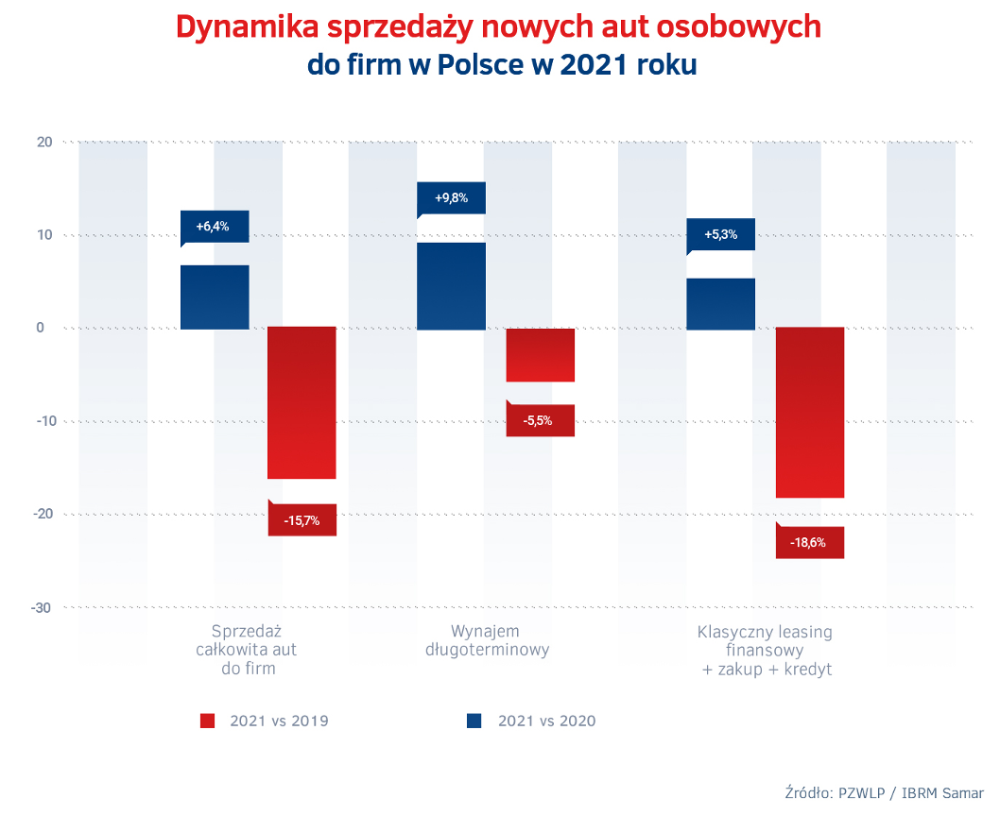 Dynamika sprzedaży nowych aut osobowych
do firm w Polsce w 2021 roku
20
10
0
-10
-20
-30
+6,4%
-15,7%
+9,8%
-5,5%
+5,3%
-18,6%
Sprzedaż
całkowita aut
do firm
Wynajem
długoterminowy
Klasyczny leasing
finansowy
+ zakup + kredyt
2021 vs 2019
2021 vs 2020
Źródło: PZWLP / IBRM Samar